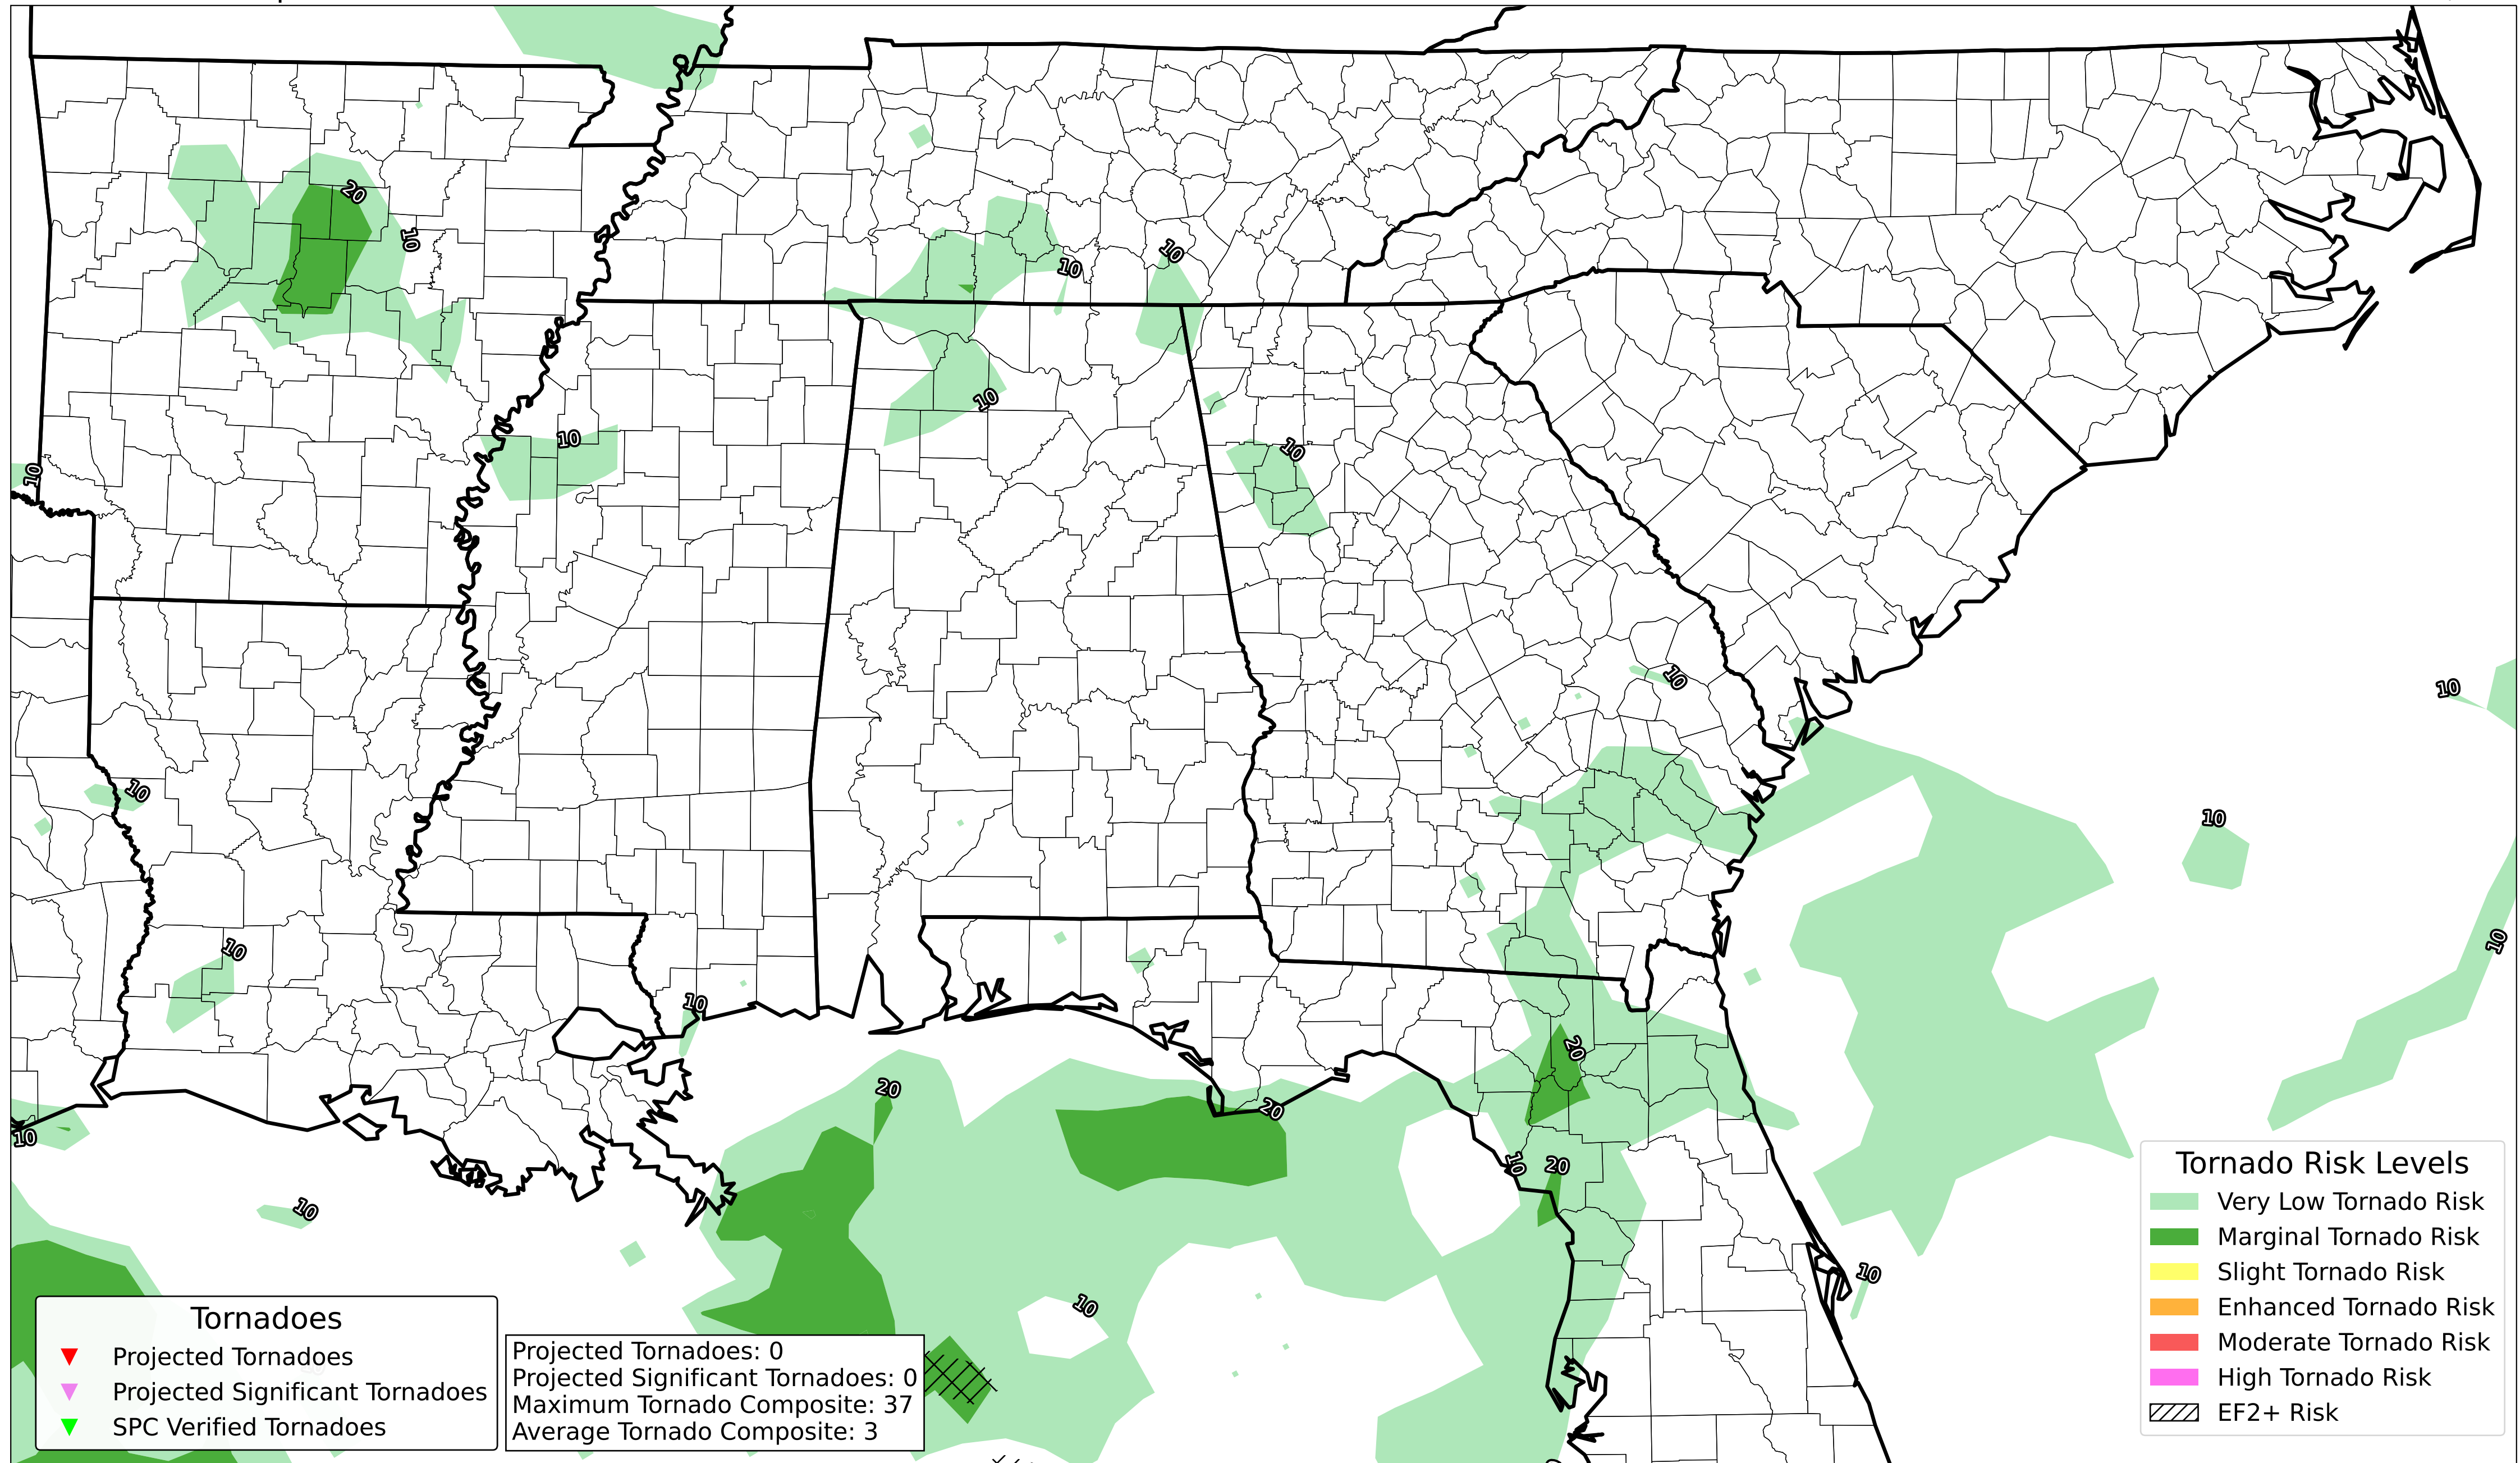 20
10
10
10
10
10
10
10
10
10
10
10
10
10
10
20
20
20
10
20
10
10
10
10
10
Tornado Risk Levels
Very Low Tornado Risk
Marginal Tornado Risk
Slight Tornado Risk
Enhanced Tornado Risk
Moderate Tornado Risk
High Tornado Risk
EF2+ Risk
Tornadoes
Projected Tornadoes
Projected Significant Tornadoes
SPC Verified Tornadoes
Projected Tornadoes: 0
Projected Significant Tornadoes: 0
Maximum Tornado Composite: 37
Average Tornado Composite: 3